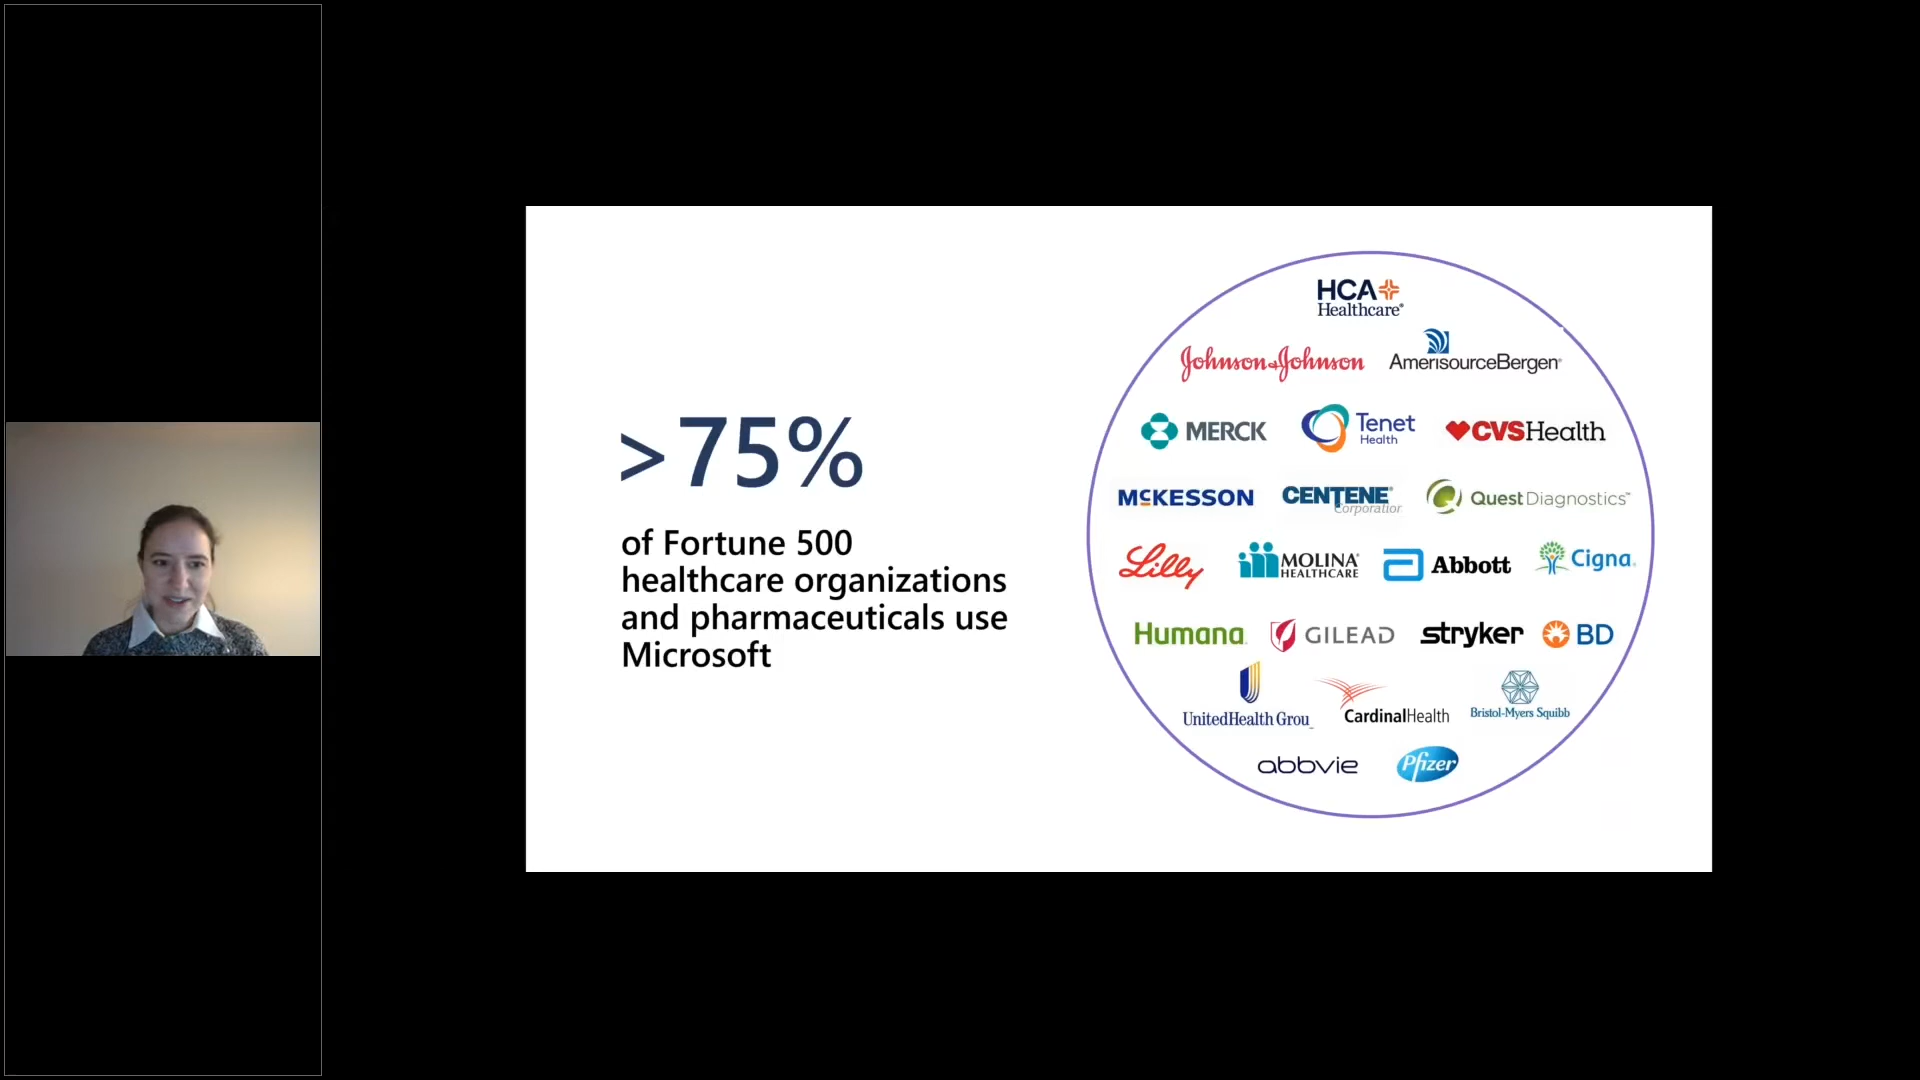 >75%
of Fortune 500
healthcare organizations
and pharmaceuticals use
Microsoft
HCA
Healthcare®
Johnson & Johnson
AmerisourceBergen®
MERCK
Tenet
Health
CVSHealth
MCKESSON
CENTENE®
Corporation
Quest Diagnostics™
Lilly
MOLINA®
HEALTHCARE
Abbott
Cigna®
Humana
GILEAD
stryker
BD
UnitedHealth Grou
CardinalHealth
Bristol-Myers Squibb
abbvie
Pfizer